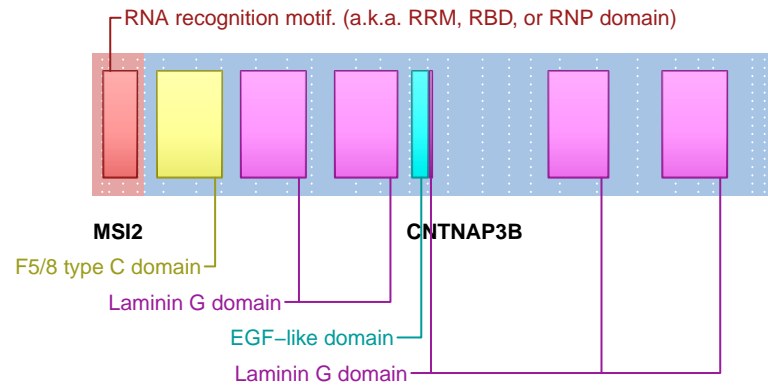 RNA recognition motif. (a.k.a. RRM, RBD, or RNP domain)
MSI2
CNTNAP3B
F5/8 type C domain
Laminin G domain
EGF−like domain
Laminin G domain